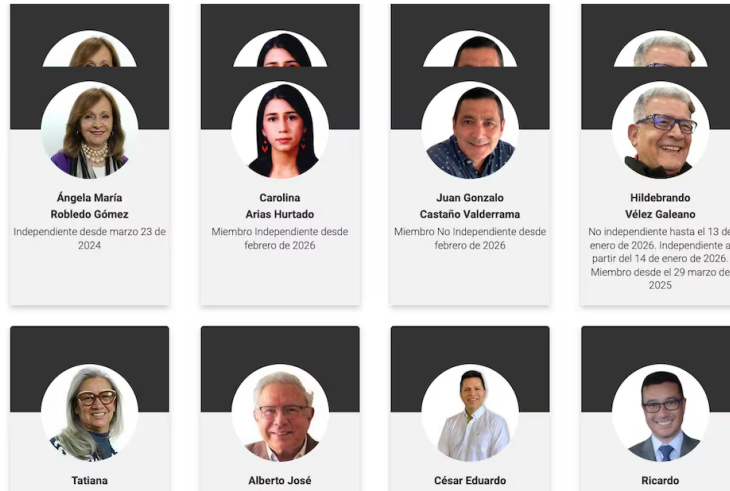 Ángela María
Robledo Gómez
Independiente desde marzo 23 de
2024
Carolina
Arias Hurtado
Miembro Independiente desde
febrero de 2026
Juan Gonzalo
Castaño Valderrama
Miembro No Independiente desde
febrero de 2026
Hildebrando
Vélez Galeano
No independiente hasta el 13 de
enero de 2026. Independiente a
partir del 14 de enero de 2026.
Miembro desde el 29 marzo de
2025
Tatiana
Alberto José
César Eduardo
Ricardo